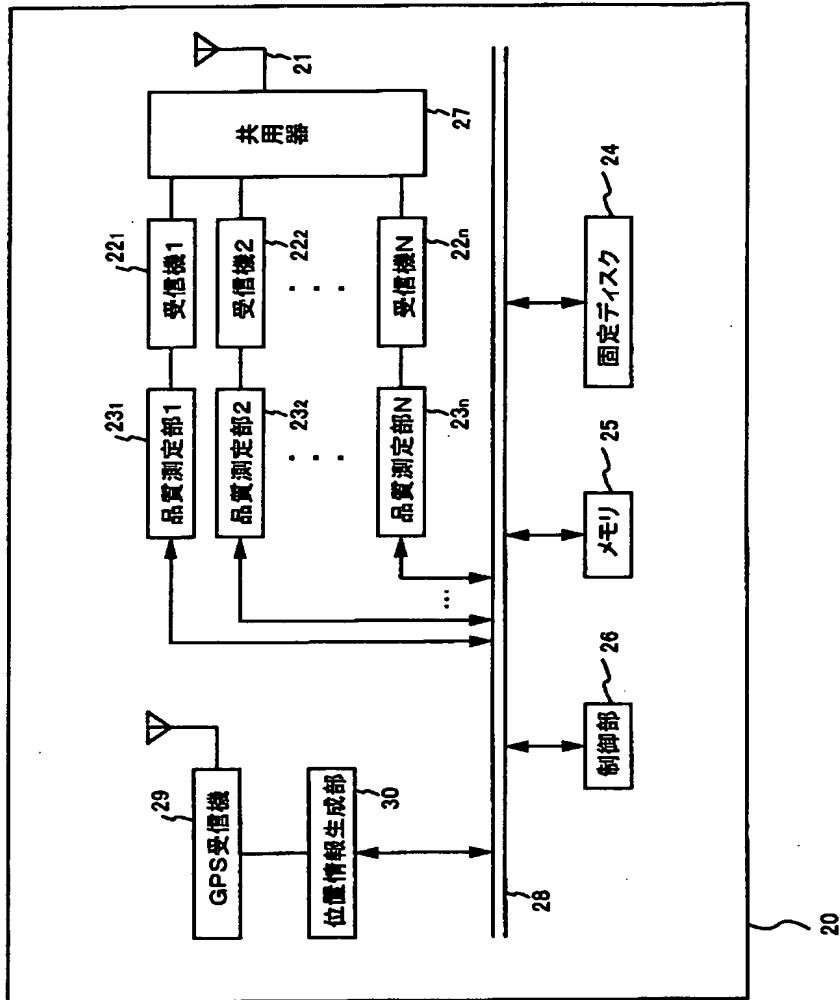 21
共用器
27
22₁
受信機1
22₂
受信機2
22n
受信機N
・・・
23₁
品質測定部1
23₂
品質測定部2
23n
品質測定部N
・・・
...
29
GPS受信機
30
位置情報生成部
28
24
固定ディスク
25
メモリ
26
制御部
20